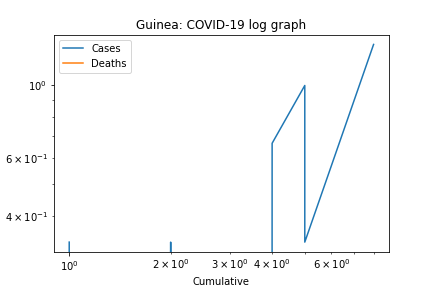 Guinea: COVID-19 log graph
Cases
Deaths
10⁰
6 × 10⁻¹
4 × 10⁻¹
10⁰ 2 × 10⁰ 3 × 10⁰ 4 × 10⁰ 6 × 10⁰
Cumulative